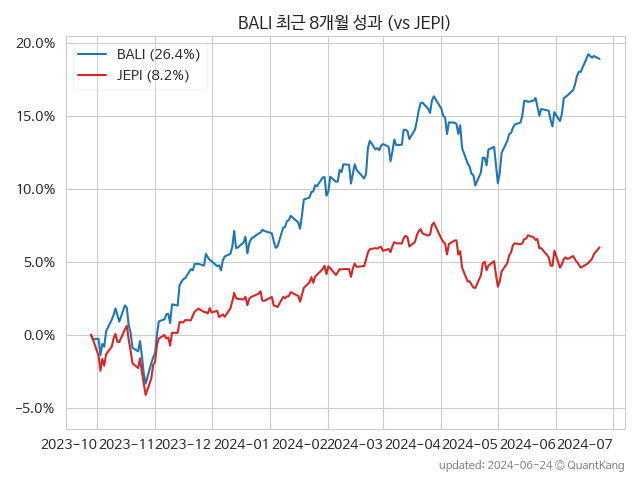 BALI 최근 8개월 성과 (vs JEPI)
20.0%
BALI (26.4%)
JEPI (8.2%)
15.0%
10.0%
5.0%
0.0%
−5.0%
2023-10 2023-11 2023-12 2024-01 2024-02 2024-03 2024-04 2024-05 2024-06 2024-07
updated: 2024-06-24 © QuantKang